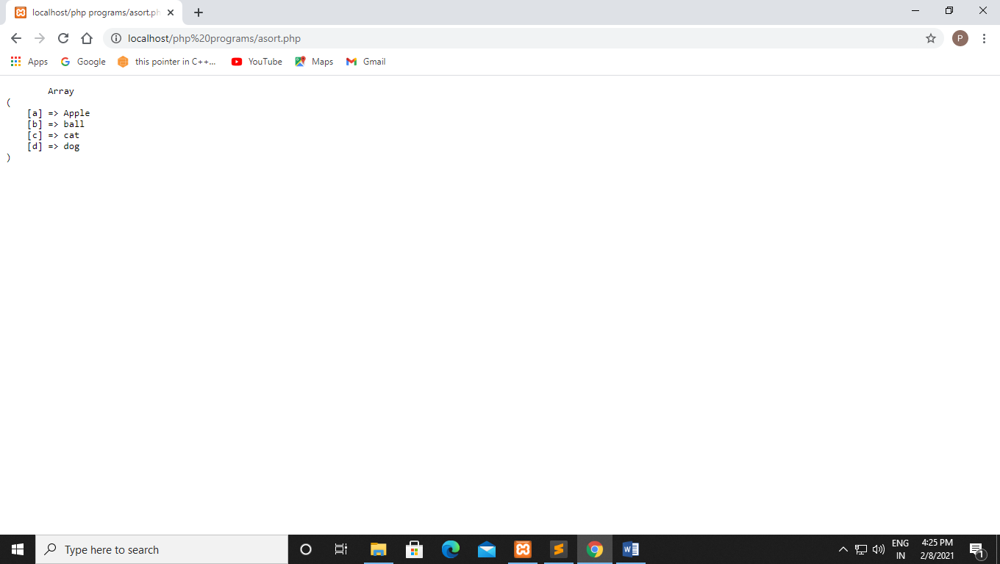 localhost/php programs/asort.ph
localhost/php%20programs/asort.php
P
Apps Google this pointer in C++... YouTube Maps Gmail
Array
(
[a] => Apple
[b] => ball
[c] => cat
[d] => dog
)
Type here to search
ENG
IN
4:25 PM
2/8/2021
1